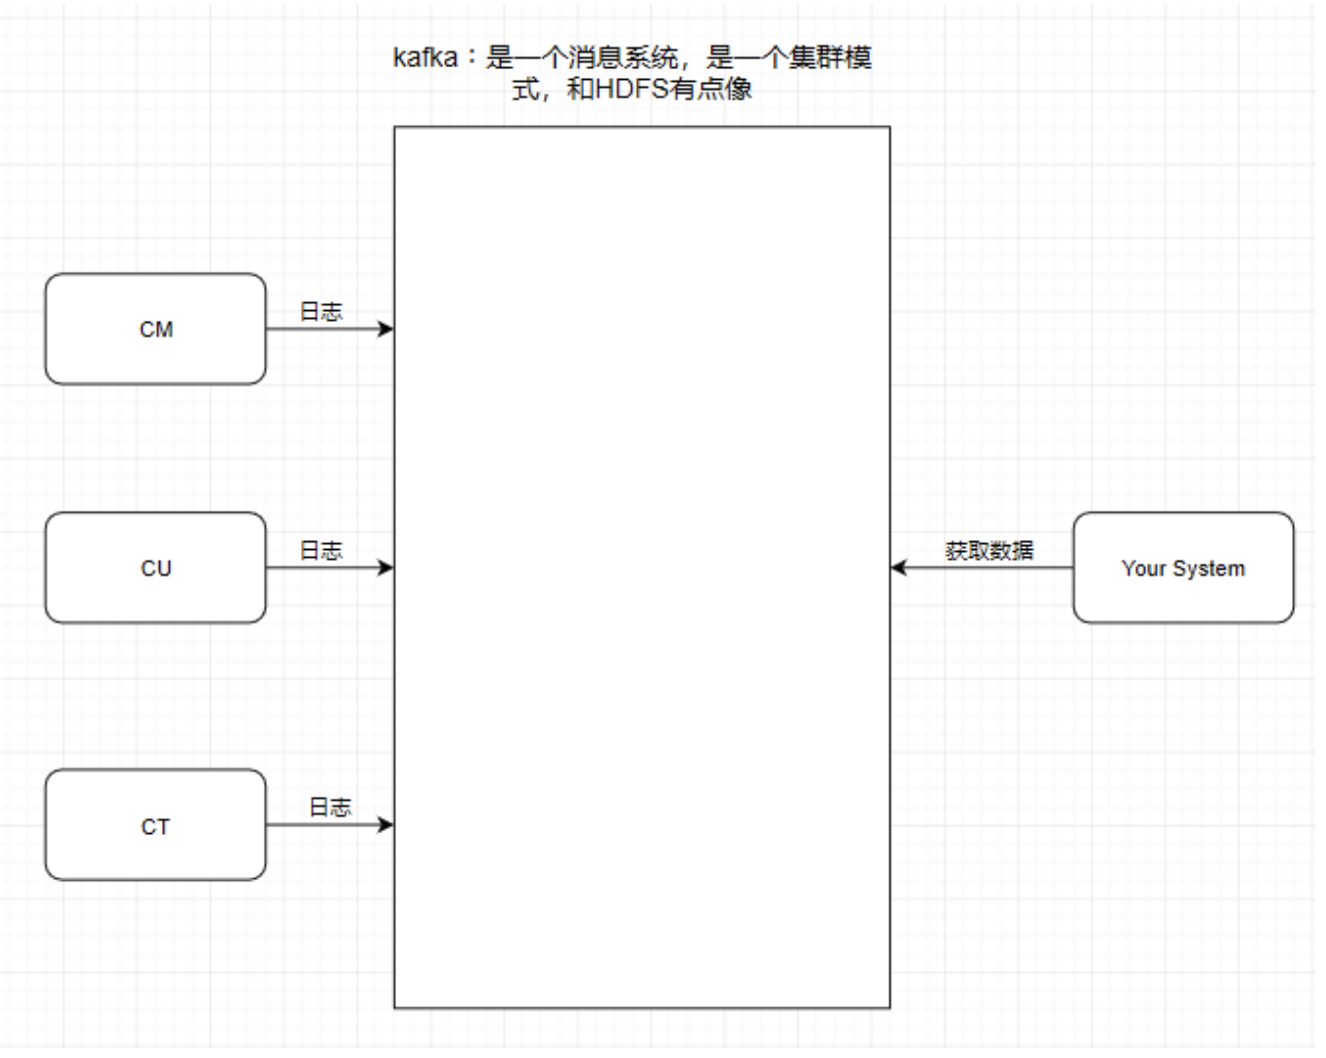 kafka：是一个消息系统，是一个集群模
式，和HDFS有点像
CM
日志
CU
日志
获取数据
Your System
CT
日志